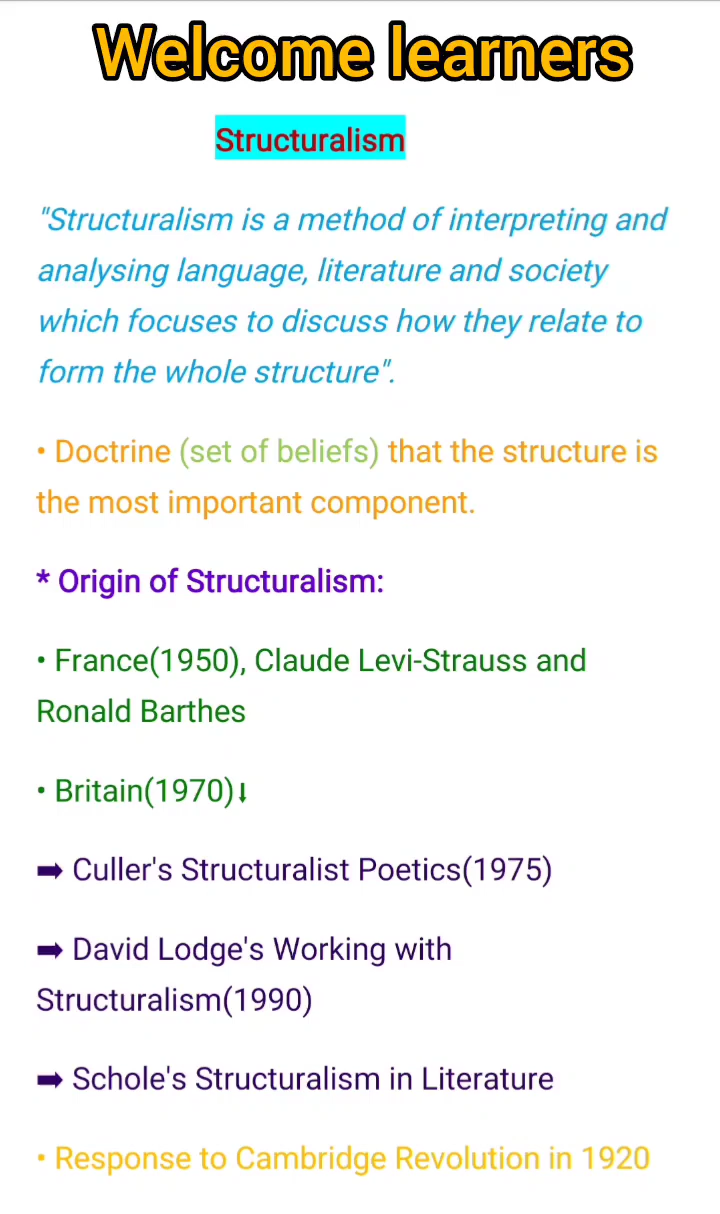 Welcome learners
Structuralism
"Structuralism is a method of interpreting and
analysing language, literature and society
which focuses to discuss how they relate to
form the whole structure".
• Doctrine (set of beliefs) that the structure is
the most important component.
* Origin of Structuralism:
• France(1950), Claude Levi-Strauss and
Ronald Barthes
• Britain(1970)⬇
➡ Culler's Structuralist Poetics(1975)
➡ David Lodge's Working with
Structuralism(1990)
➡ Schole's Structuralism in Literature
• Response to Cambridge Revolution in 1920